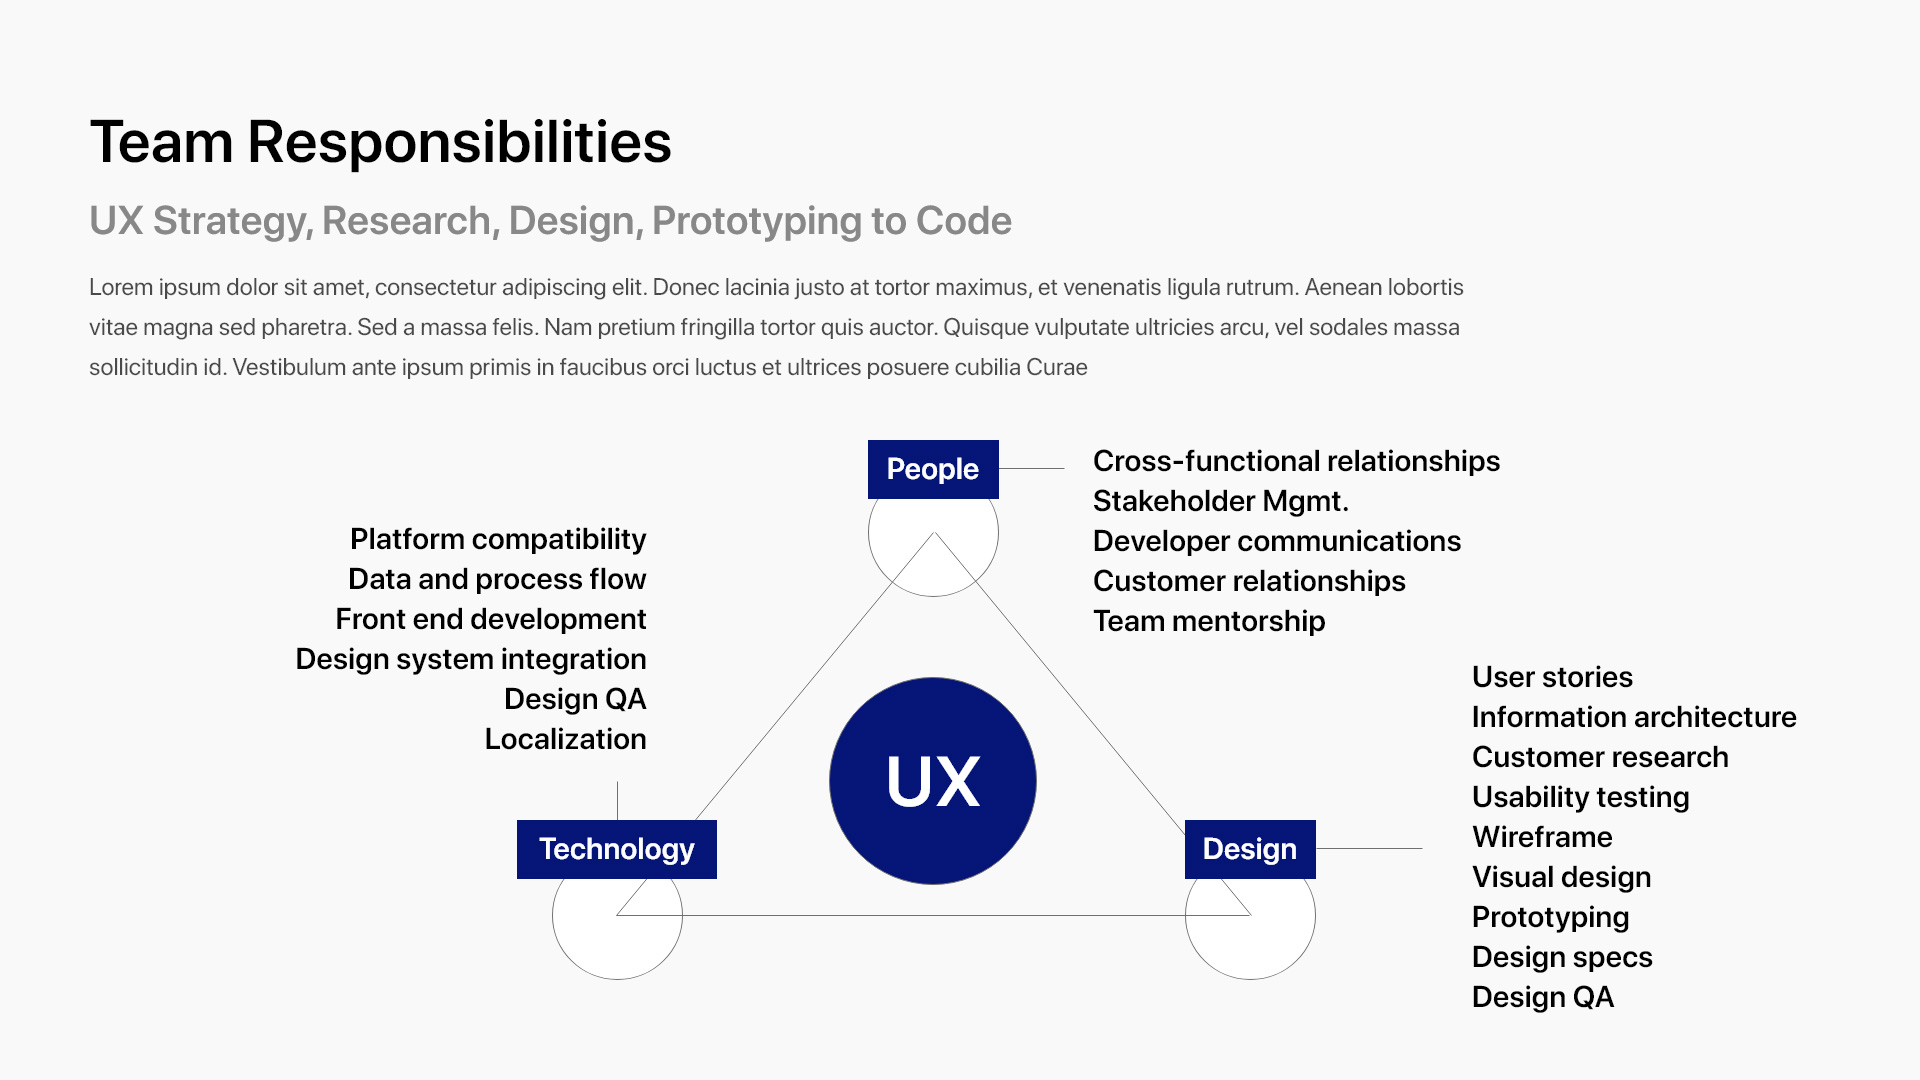 Team Responsibilities
UX Strategy, Research, Design, Prototyping to Code
Lorem ipsum dolor sit amet, consectetur adipiscing elit. Donec lacinia justo at tortor maximus, et venenatis ligula rutrum. Aenean lobortis
vitae magna sed pharetra. Sed a massa felis. Nam pretium fringilla tortor quis auctor. Quisque vulputate ultricies arcu, vel sodales massa
sollicitudin id. Vestibulum ante ipsum primis in faucibus orci luctus et ultrices posuere cubilia Curae
People
Cross-functional relationships
Stakeholder Mgmt.
Developer communications
Customer relationships
Team mentorship
Platform compatibility
Data and process flow
Front end development
Design system integration
Design QA
Localization
Technology
UX
Design
User stories
Information architecture
Customer research
Usability testing
Wireframe
Visual design
Prototyping
Design specs
Design QA